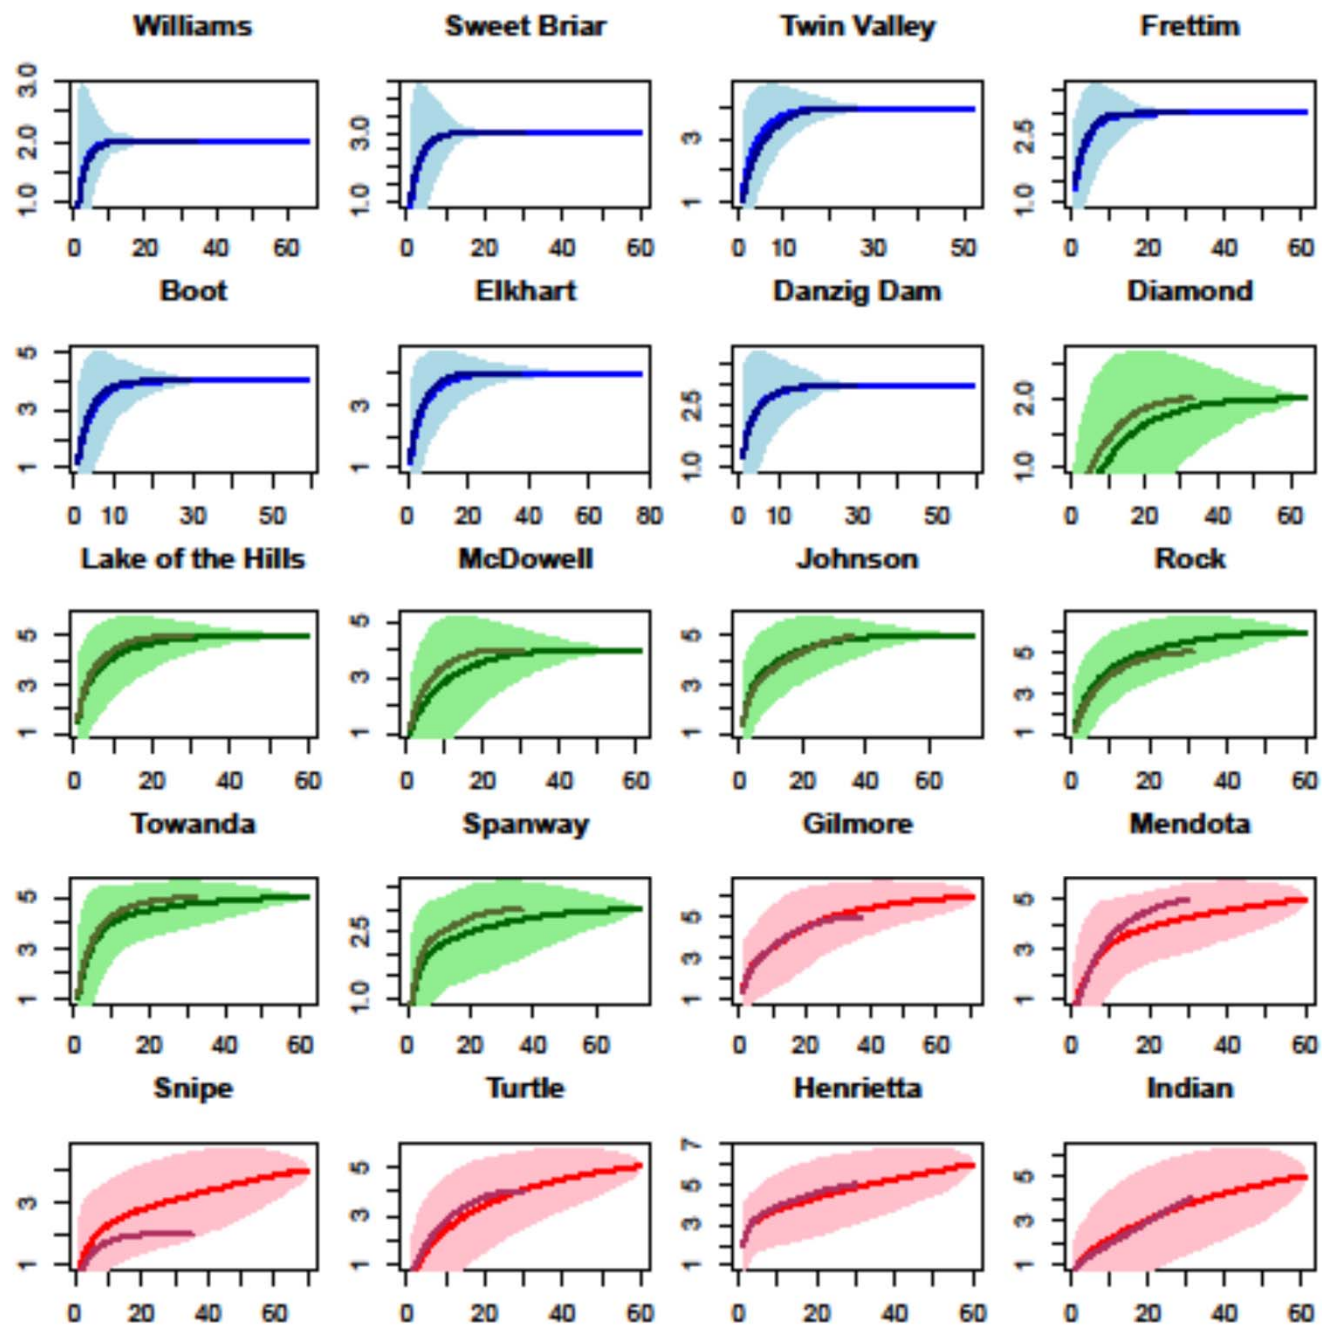 Williams Sweet Briar Twin Valley Frettim
3.0 2.0 1.0 3.0 1.0 3 1 2.5 1.0
0 20 40 60 0 20 40 60 0 10 30 50 0 20 40 60
Boot Elkhart Danzig Dam Diamond
5 3 1 3 1 2.5 1.0 2.0 1.0
0 10 30 50 0 20 40 60 80 0 10 30 50 0 20 40 60
Lake of the Hills McDowell Johnson Rock
5 3 1 5 3 1 5 3 1 5 3 1
0 20 40 60 0 20 40 60 0 20 40 60 0 20 40 60
Towanda Spanway Gilmore Mendota
5 3 1 2.5 1.0 5 3 1 5 3 1
0 20 40 60 0 20 40 60 0 20 40 60 0 20 40 60
Snipe Turtle Henrietta Indian
3 1 5 3 1 7 5 3 1 5 3 1
0 20 40 60 0 20 40 60 0 20 40 60 0 20 40 60